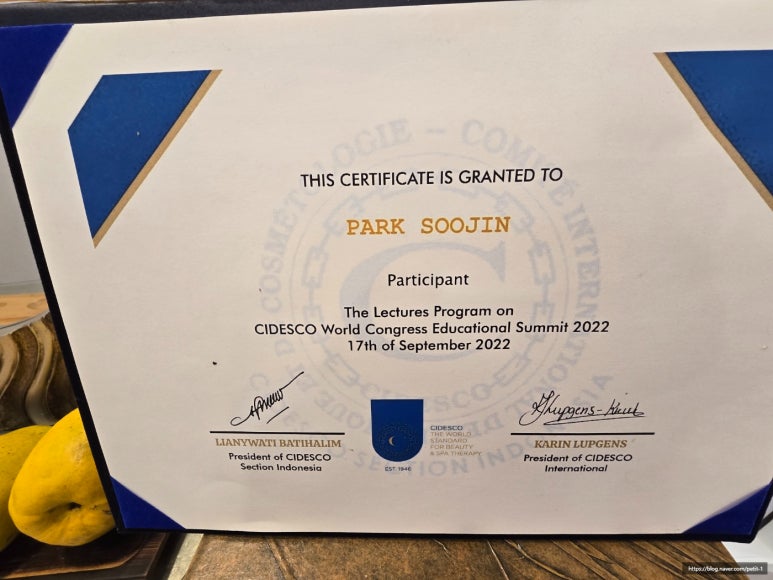 THIS CERTIFICATE IS GRANTED TO
PARK SOOJIN
Participant
The Lectures Program on
CIDESCO World Congress Educational Summit 2022
17th of September 2022
LIANYWATI BATIHALIM
President of CIDESCO
Section Indonesia
CIDESCO
THE WORLD
STANDARD
FOR BEAUTY
& SPA THERAPY
EST. 1946
KARIN LUPGENS
President of CIDESCO
International
https://blog.naver.com/petit-1